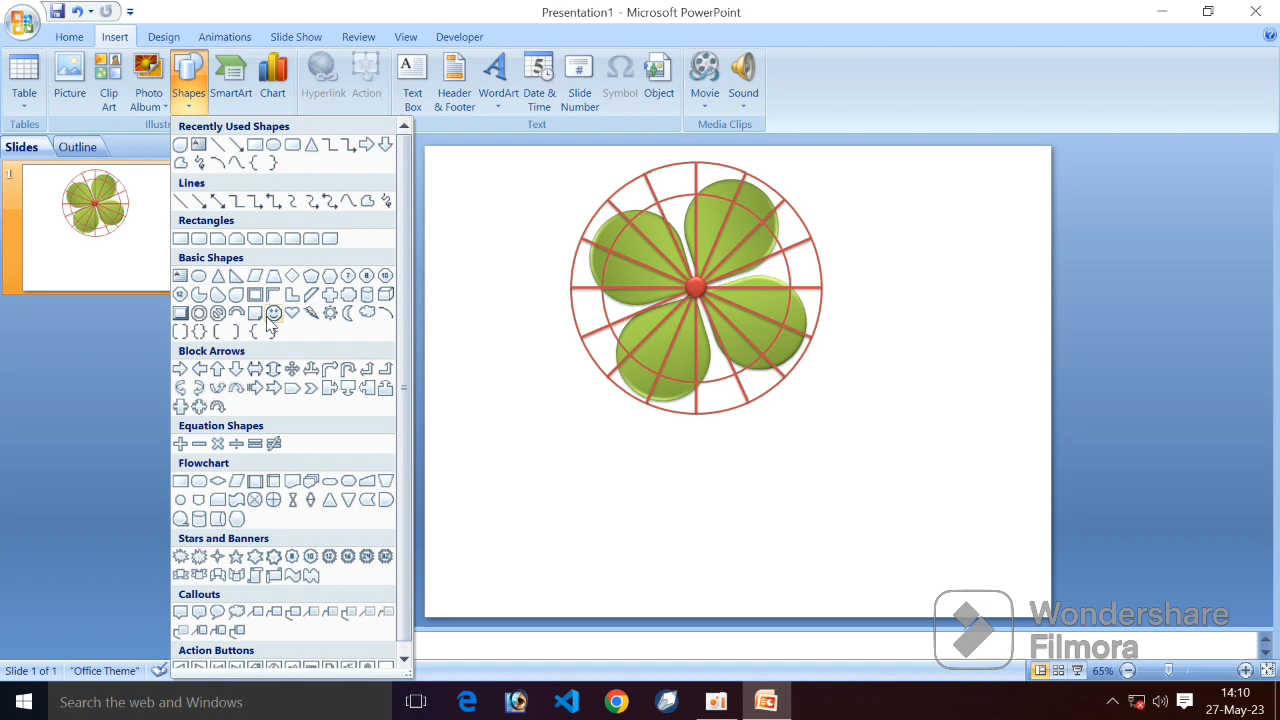 Presentation1 - Microsoft PowerPoint
Home Insert Design Animations Slide Show Review View Developer
Table
Picture
Clip Art
Photo Album
Shapes
SmartArt
Chart
Hyperlink
Action
Text Box
Header & Footer
WordArt
Date & Time
Slide Number
Symbol
Object
Movie
Sound
Tables
Illustr
Text
Media Clips
Slides Outline
1
Recently Used Shapes
Lines
Rectangles
Basic Shapes
Block Arrows
Equation Shapes
Flowchart
Stars and Banners
Callouts
Action Buttons
Wondershare
Filmora
Slide 1 of 1 "Office Theme" 65%
Search the web and Windows
14:10
27-May-23